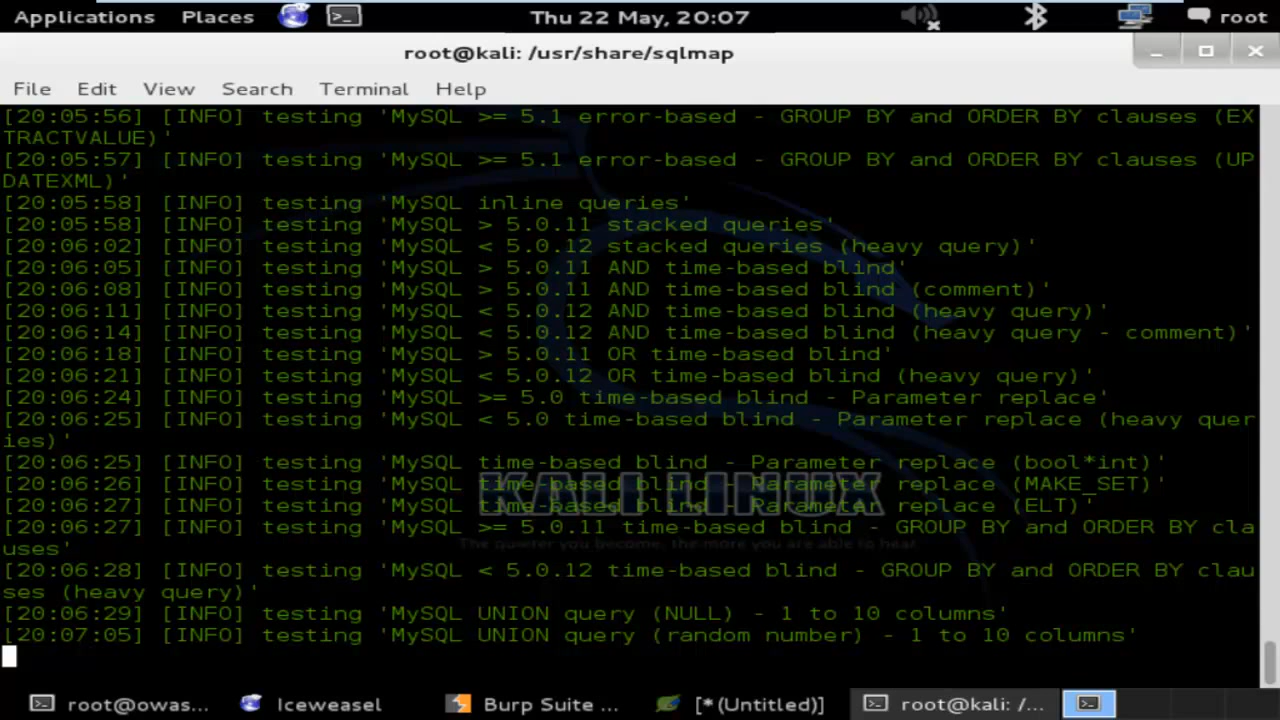 Applications Places Thu 22 May, 20:07 root
root@kali: /usr/share/sqlmap
File Edit View Search Terminal Help
[20:05:56] [INFO] testing 'MySQL >= 5.1 error-based - GROUP BY and ORDER BY clauses (EX
TRACTVALUE)'
[20:05:57] [INFO] testing 'MySQL >= 5.1 error-based - GROUP BY and ORDER BY clauses (UP
DATEXML)'
[20:05:58] [INFO] testing 'MySQL inline queries'
[20:05:58] [INFO] testing 'MySQL > 5.0.11 stacked queries'
[20:06:02] [INFO] testing 'MySQL < 5.0.12 stacked queries (heavy query)'
[20:06:05] [INFO] testing 'MySQL > 5.0.11 AND time-based blind'
[20:06:08] [INFO] testing 'MySQL > 5.0.11 AND time-based blind (comment)'
[20:06:11] [INFO] testing 'MySQL < 5.0.12 AND time-based blind (heavy query)'
[20:06:14] [INFO] testing 'MySQL < 5.0.12 AND time-based blind (heavy query - comment)'
[20:06:18] [INFO] testing 'MySQL > 5.0.11 OR time-based blind'
[20:06:21] [INFO] testing 'MySQL < 5.0.12 OR time-based blind (heavy query)'
[20:06:24] [INFO] testing 'MySQL >= 5.0 time-based blind - Parameter replace'
[20:06:25] [INFO] testing 'MySQL < 5.0 time-based blind - Parameter replace (heavy quer
ies)'
[20:06:25] [INFO] testing 'MySQL time-based blind - Parameter replace (bool*int)'
[20:06:26] [INFO] testing 'MySQL time-based blind - Parameter replace (MAKE_SET)'
[20:06:27] [INFO] testing 'MySQL time-based blind - Parameter replace (ELT)'
KALI LINUX
[20:06:27] [INFO] testing 'MySQL >= 5.0.11 time-based blind - GROUP BY and ORDER BY cla
uses'
The quieter you become, the more you are able to hear
[20:06:28] [INFO] testing 'MySQL < 5.0.12 time-based blind - GROUP BY and ORDER BY clau
ses (heavy query)'
[20:06:29] [INFO] testing 'MySQL UNION query (NULL) - 1 to 10 columns'
[20:07:05] [INFO] testing 'MySQL UNION query (random number) - 1 to 10 columns'
root@owas... Iceweasel Burp Suite ... [*(Untitled)] root@kali: /...